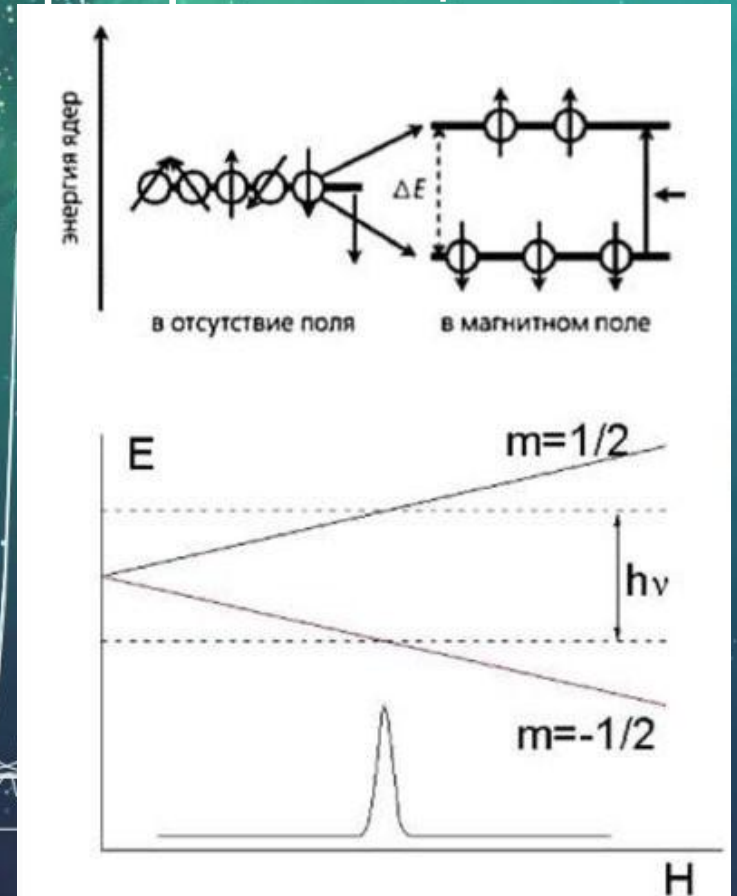 энергия ядер
ΔE
в отсутствие поля
в магнитном поле
E
m=1/2
hν
m=-1/2
H